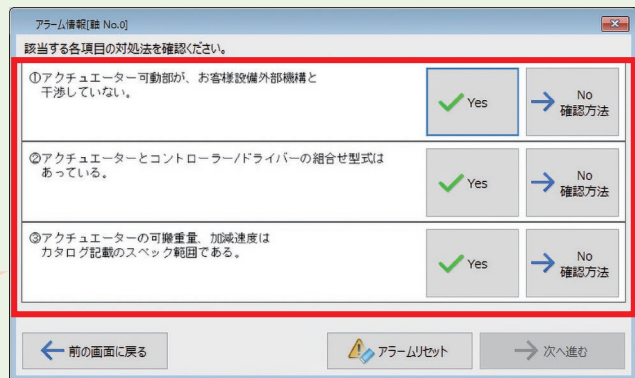 アラーム情報[軸 No.0]
該当する各項目の対処法を確認ください。
①アクチュエーター可動部が、お客様設備外部機構と
干渉していない。
Yes
No
確認方法
②アクチュエーターとコントローラー/ドライバーの組合せ型式は
あっている。
Yes
No
確認方法
③アクチュエーターの可搬重量、加減速度は
カタログ記載のスペック範囲である。
Yes
No
確認方法
前の画面に戻る
アラームリセット
次へ進む